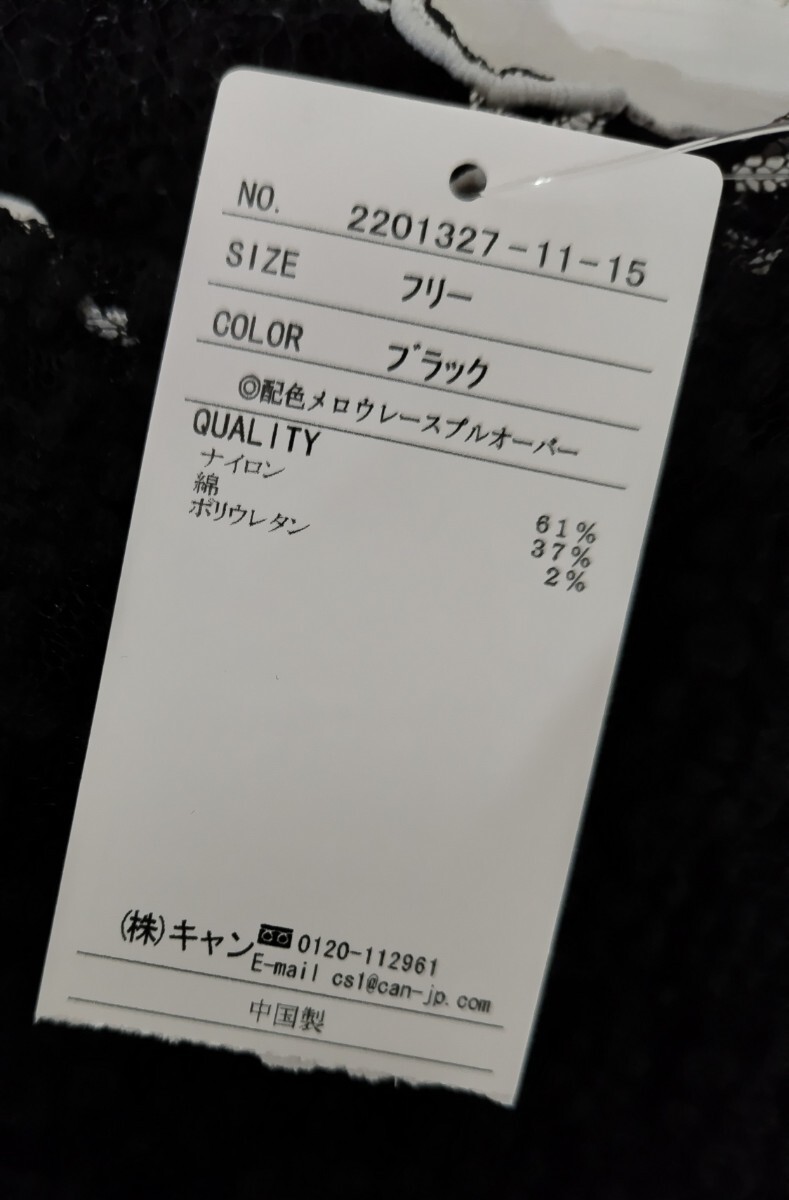 NO. 2201327-11-15
SIZE フリー
COLOR ブラック
◎配色メロウレースプルオーバー
QUALITY
ナイロン 61%
綿 37%
ポリウレタン 2%
(株)キャン 0120-112961
E-mail cs1@can-jp.com
中国製